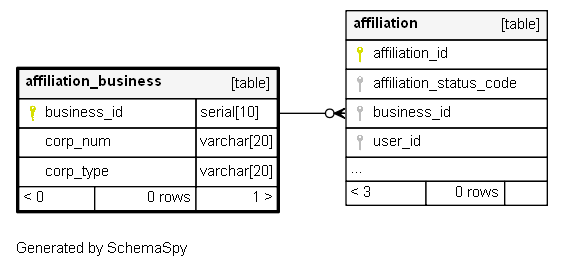 affiliation_business [table]
business_id serial[10]
corp_num varchar[20]
corp_type varchar[20]
< 0 0 rows 1 >
affiliation [table]
affiliation_id
affiliation_status_code
business_id
user_id
...
< 3 0 rows
Generated by SchemaSpy